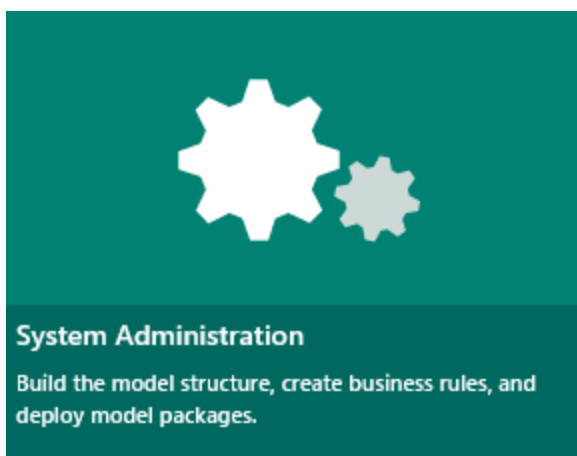 System Administration
Build the model structure, create business rules, and
deploy model packages.